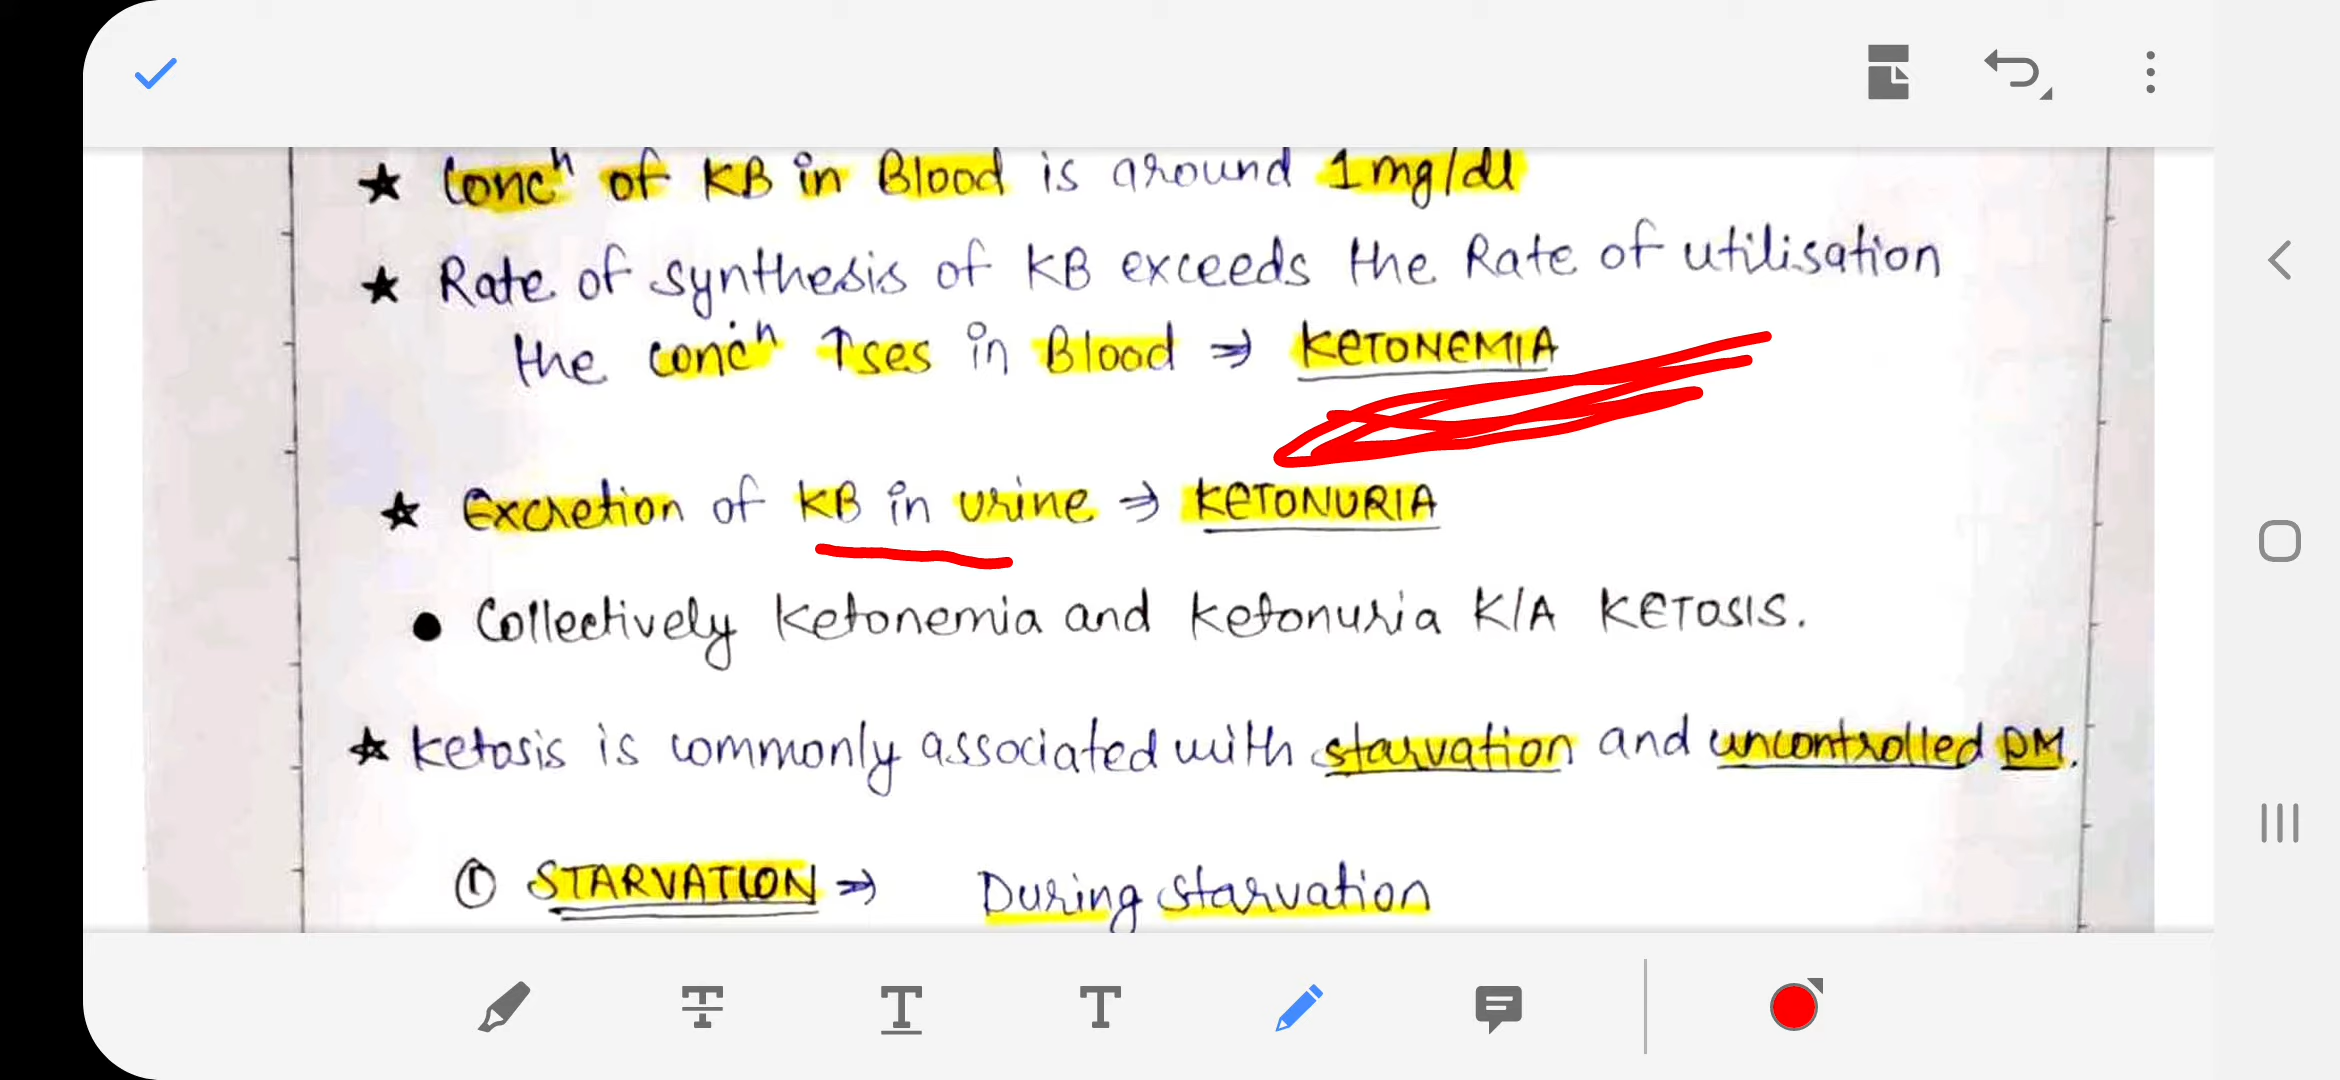 ★ Concⁿ of KB in Blood is around 1mg/dl
★ Rate of synthesis of KB exceeds the Rate of utilisation
the concⁿ ↑ses in Blood ⇒ KETONEMIA
★ Excretion of KB in urine ⇒ KETONURIA
● Collectively ketonemia and ketonuria K/A KETOSIS.
★ Ketosis is commonly associated with starvation and uncontrolled DM.
① STARVATION ⇒ During starvation